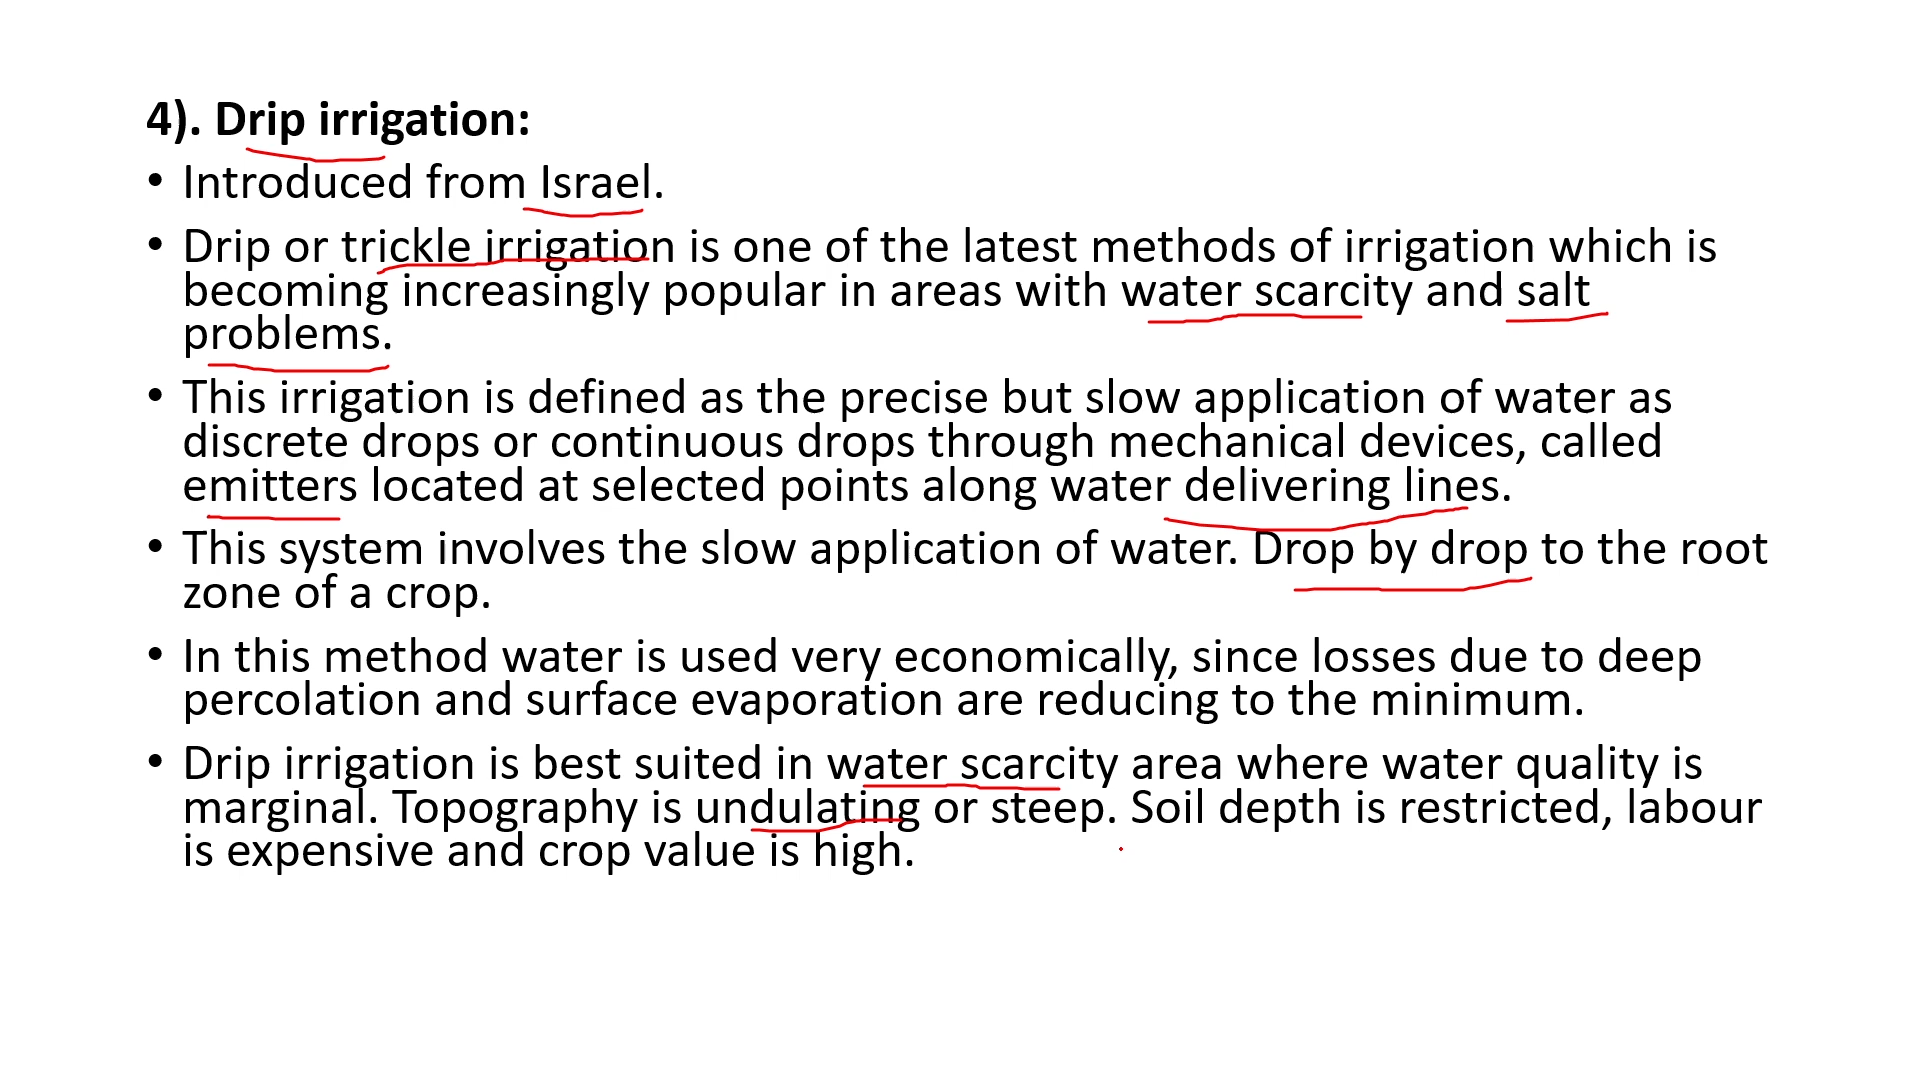 4). Drip irrigation:
• Introduced from Israel.
• Drip or trickle irrigation is one of the latest methods of irrigation which is
becoming increasingly popular in areas with water scarcity and salt
problems.
• This irrigation is defined as the precise but slow application of water as
discrete drops or continuous drops through mechanical devices, called
emitters located at selected points along water delivering lines.
• This system involves the slow application of water. Drop by drop to the root
zone of a crop.
• In this method water is used very economically, since losses due to deep
percolation and surface evaporation are reducing to the minimum.
• Drip irrigation is best suited in water scarcity area where water quality is
marginal. Topography is undulating or steep. Soil depth is restricted, labour
is expensive and crop value is high.